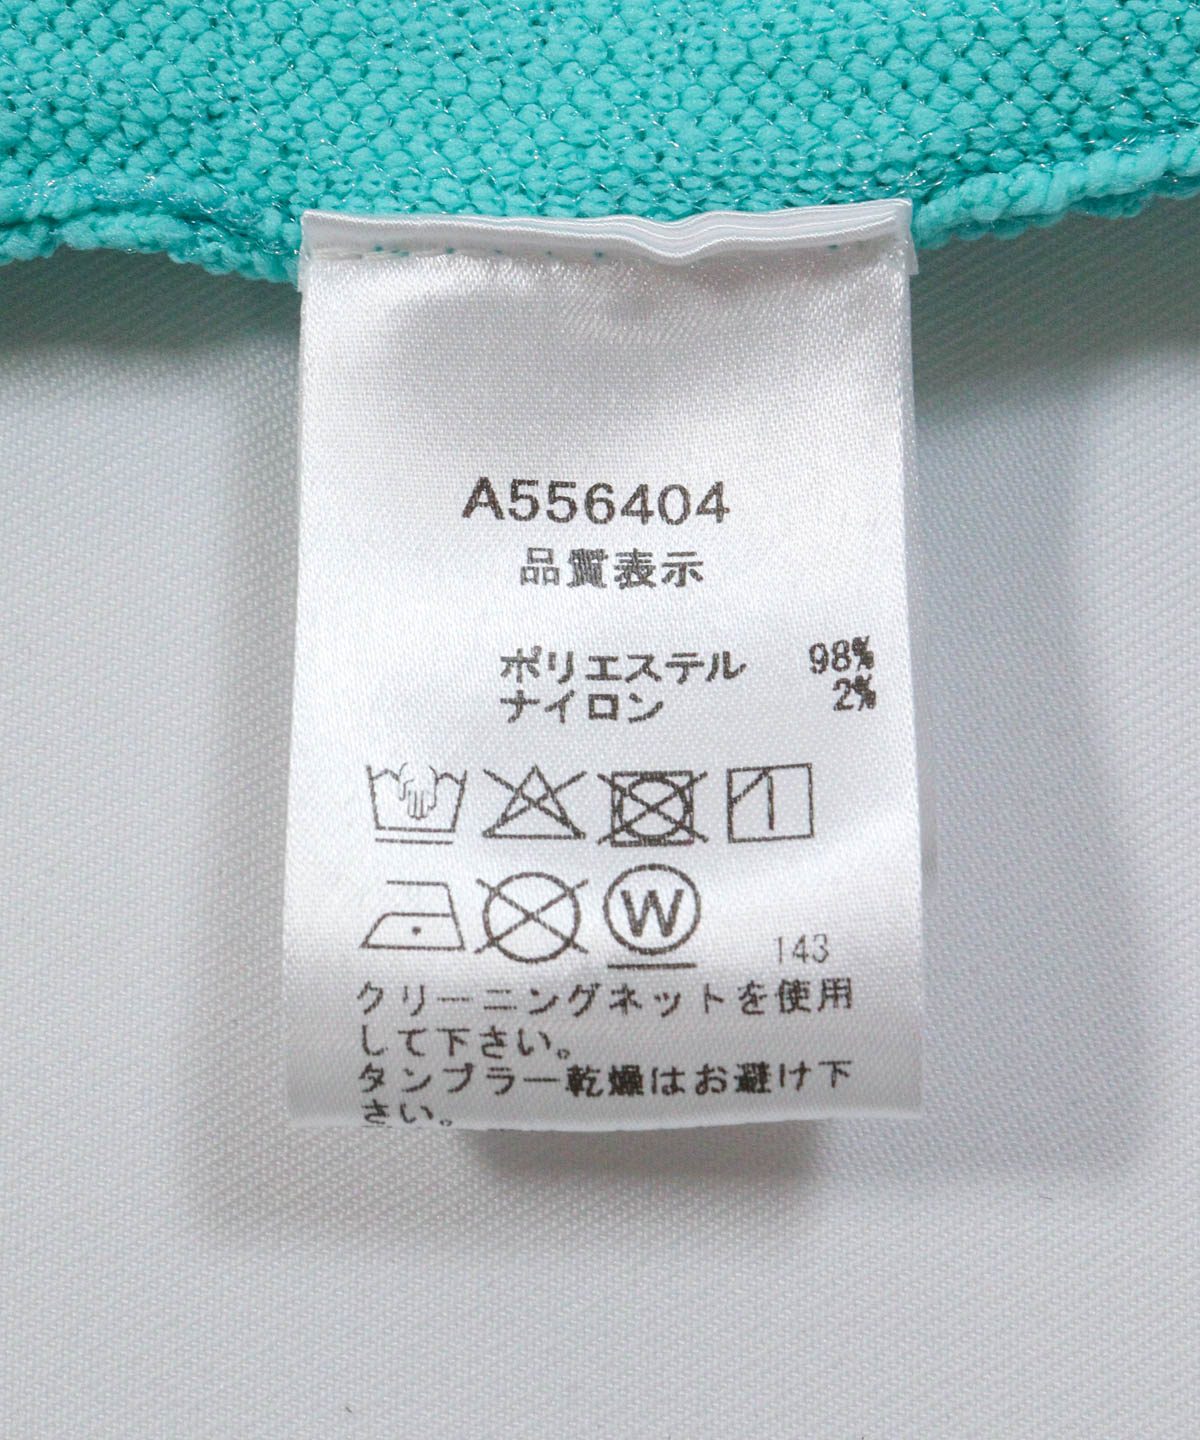 A556404
品質表示
ポリエステル 98%
ナイロン 2%
W
143
クリーニングネットを使用
して下さい。
タンブラー乾燥はお避け下
さい。